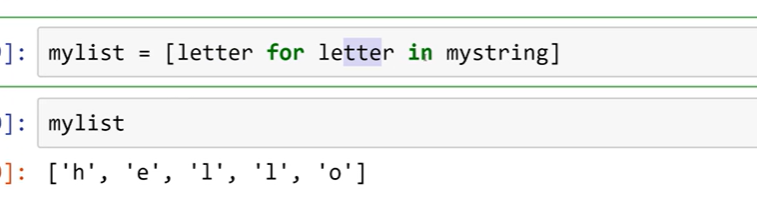 ]: mylist = [letter for letter in mystring]
]: mylist
]: ['h', 'e', 'l', 'l', 'o']